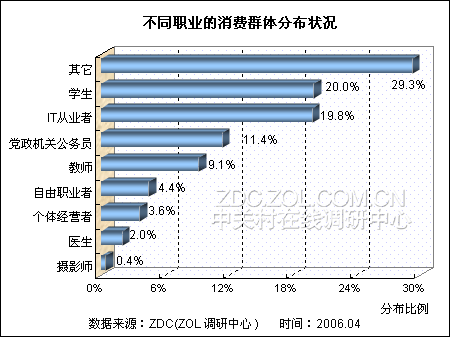 不同职业的消费群体分布状况
其它 29.3%
学生 20.0%
IT从业者 19.8%
党政机关公务员 11.4%
教师 9.1%
自由职业者 4.4%
个体经营者 3.6%
医生 2.0%
摄影师 0.4%
ZDC.ZOL.COM.CN
中关村在线调研中心
0% 6% 12% 18% 24% 30%
分布比例
数据来源：ZDC(ZOL 调研中心 ) 时间：2006.04